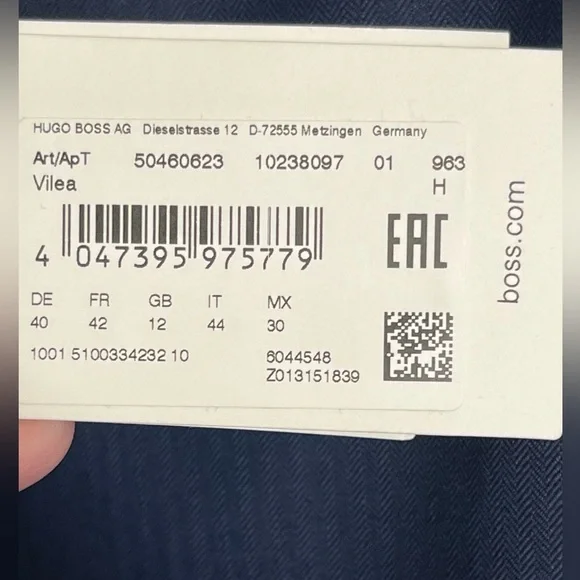 HUGO BOSS AG Dieselstrasse 12 D-72555 Metzingen Germany
Art/ApT 50460623 10238097 01 963
Vilea H
4 047395 975779
EAC
DE FR GB IT MX
40 42 12 44 30
1001 5100334232 10 6044548
Z013151839
boss.com